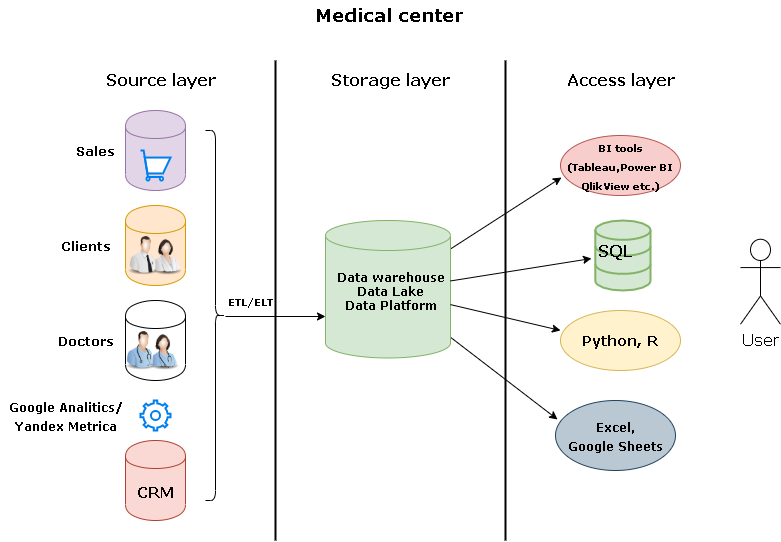 Medical center
Source layer
Storage layer
Access layer
Sales
Clients
Doctors
Google Analitics/
Yandex Metrica
CRM
ETL/ELT
Data warehouse
Data Lake
Data Platform
BI tools
(Tableau,Power BI
QlikView etc.)
SQL
Python, R
Excel,
Google Sheets
User